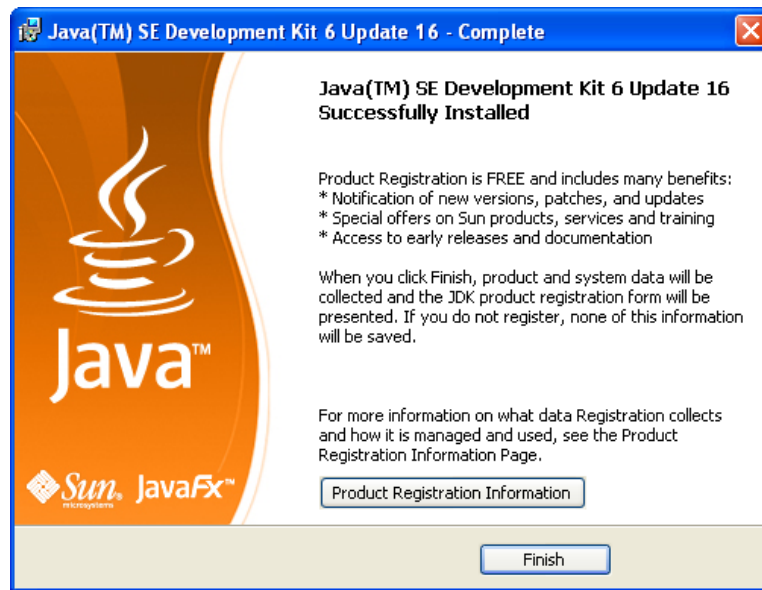 Java(TM) SE Development Kit 6 Update 16 - Complete
Java(TM) SE Development Kit 6 Update 16
Successfully Installed
Product Registration is FREE and includes many benefits:
* Notification of new versions, patches, and updates
* Special offers on Sun products, services and training
* Access to early releases and documentation
When you click Finish, product and system data will be
collected and the JDK product registration form will be
presented. If you do not register, none of this information
will be saved.
Java™
For more information on what data Registration collects
and how it is managed and used, see the Product
Registration Information Page.
Sun microsystems JavaFX™
Product Registration Information
Finish